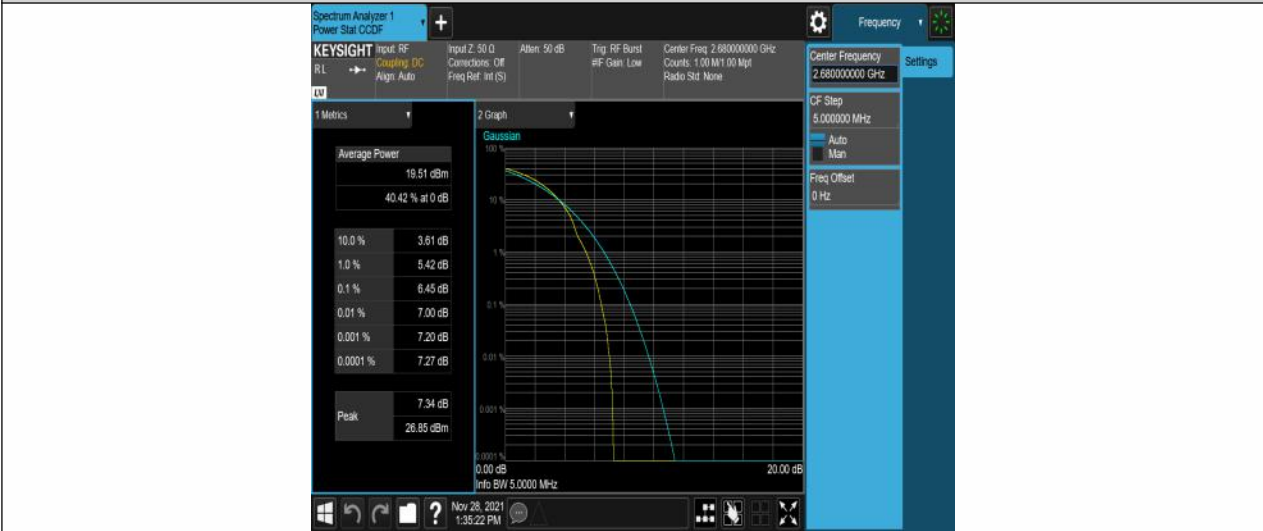 Spectrum Analyzer 1
Power Stat CCDF
Frequency
KEYSIGHT
RL
LV
Input: RF
Coupling: DC
Align: Auto
Input Z: 50 Ω
Corrections: Off
Freq Ref: Int (S)
Atten: 50 dB
Trig: RF Burst
#IF Gain: Low
Center Freq: 2.680000000 GHz
Counts: 1.00 M/1.00 Mpt
Radio Std: None
Center Frequency
2.680000000 GHz
Settings
CF Step
5.000000 MHz
Auto
Man
Freq Offset
0 Hz
1 Metrics
Average Power
19.51 dBm
40.42 % at 0 dB
10.0 % 3.61 dB
1.0 % 5.42 dB
0.1 % 6.45 dB
0.01 % 7.00 dB
0.001 % 7.20 dB
0.0001 % 7.27 dB
Peak
7.34 dB
26.85 dBm
2 Graph
Gaussian
100 %
10 %
1 %
0.1 %
0.01 %
0.001 %
0.0001 %
0.00 dB
20.00 dB
Info BW 5.0000 MHz
?
Nov 28, 2021
1:35:22 PM